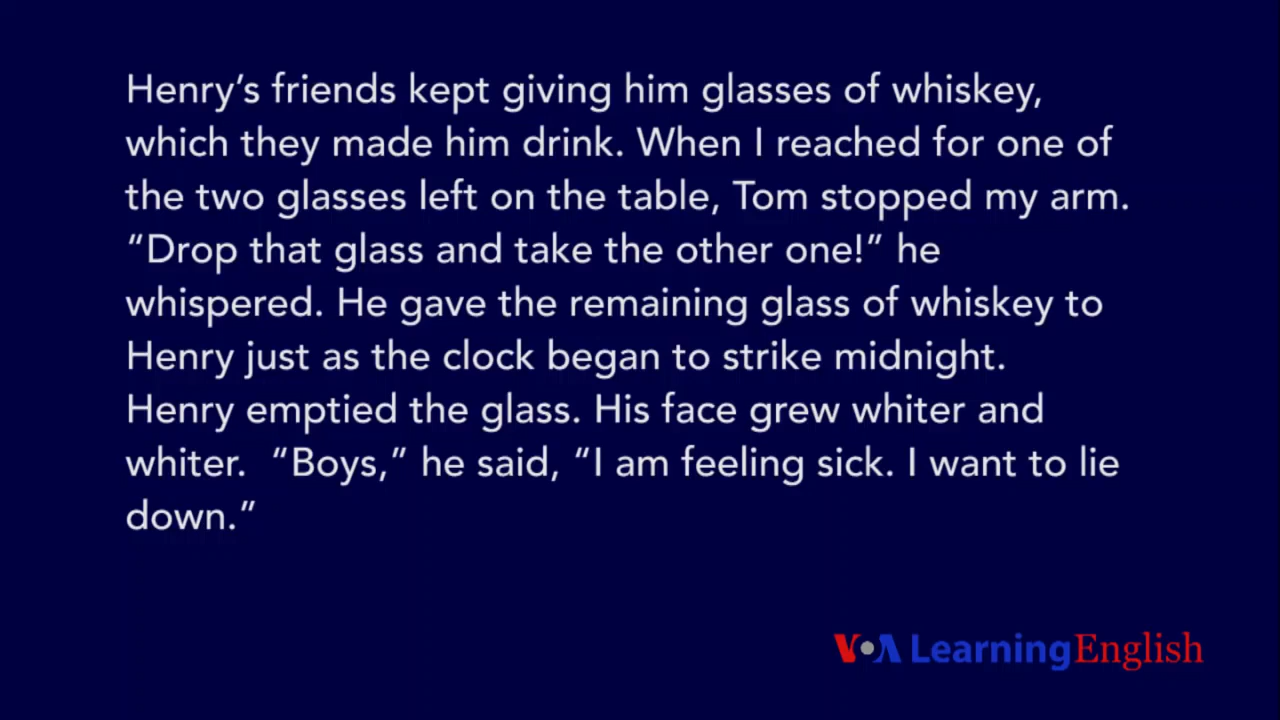 Henry’s friends kept giving him glasses of whiskey,
which they made him drink. When I reached for one of
the two glasses left on the table, Tom stopped my arm.
“Drop that glass and take the other one!” he
whispered. He gave the remaining glass of whiskey to
Henry just as the clock began to strike midnight.
Henry emptied the glass. His face grew whiter and
whiter.  “Boys,” he said, “I am feeling sick. I want to lie
down.”
VOA LearningEnglish